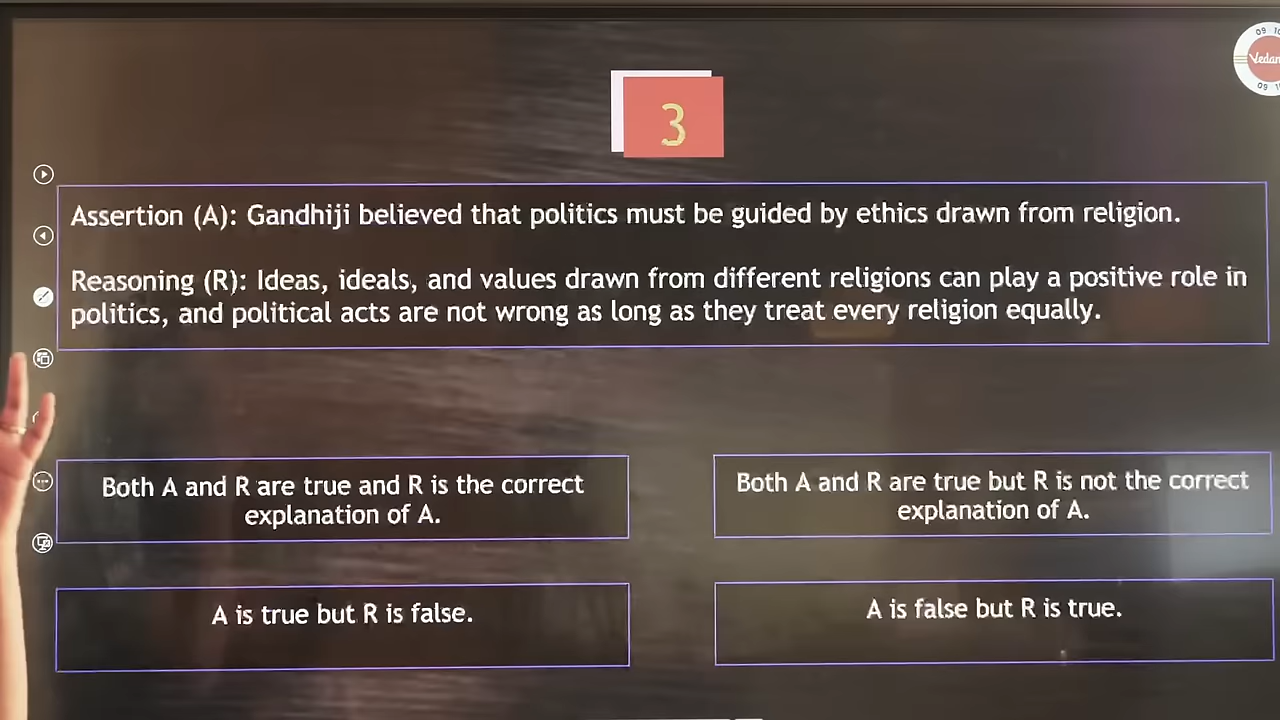 3
Assertion (A): Gandhiji believed that politics must be guided by ethics drawn from religion.
Reasoning (R): Ideas, ideals, and values drawn from different religions can play a positive role in
politics, and political acts are not wrong as long as they treat every religion equally.
Both A and R are true and R is the correct
explanation of A.
Both A and R are true but R is not the correct
explanation of A.
A is true but R is false.
A is false but R is true.